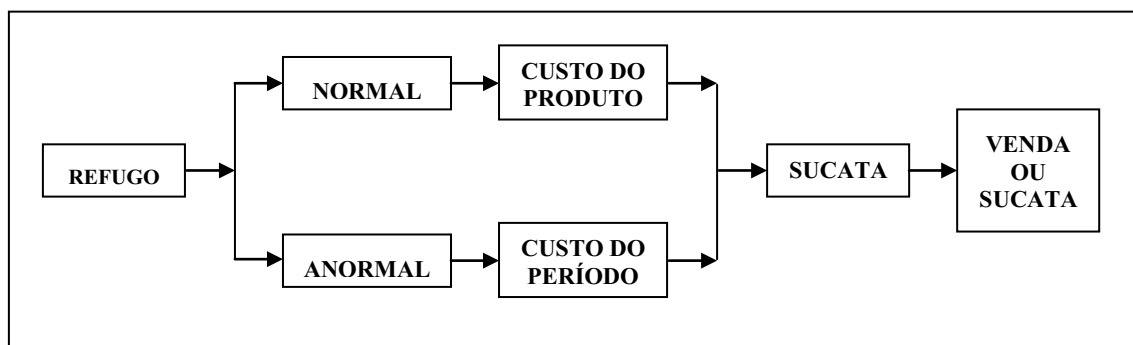 REFUGO
NORMAL
CUSTO DO
PRODUTO
ANORMAL
CUSTO DO
PERÍODO
SUCATA
VENDA
OU
SUCATA